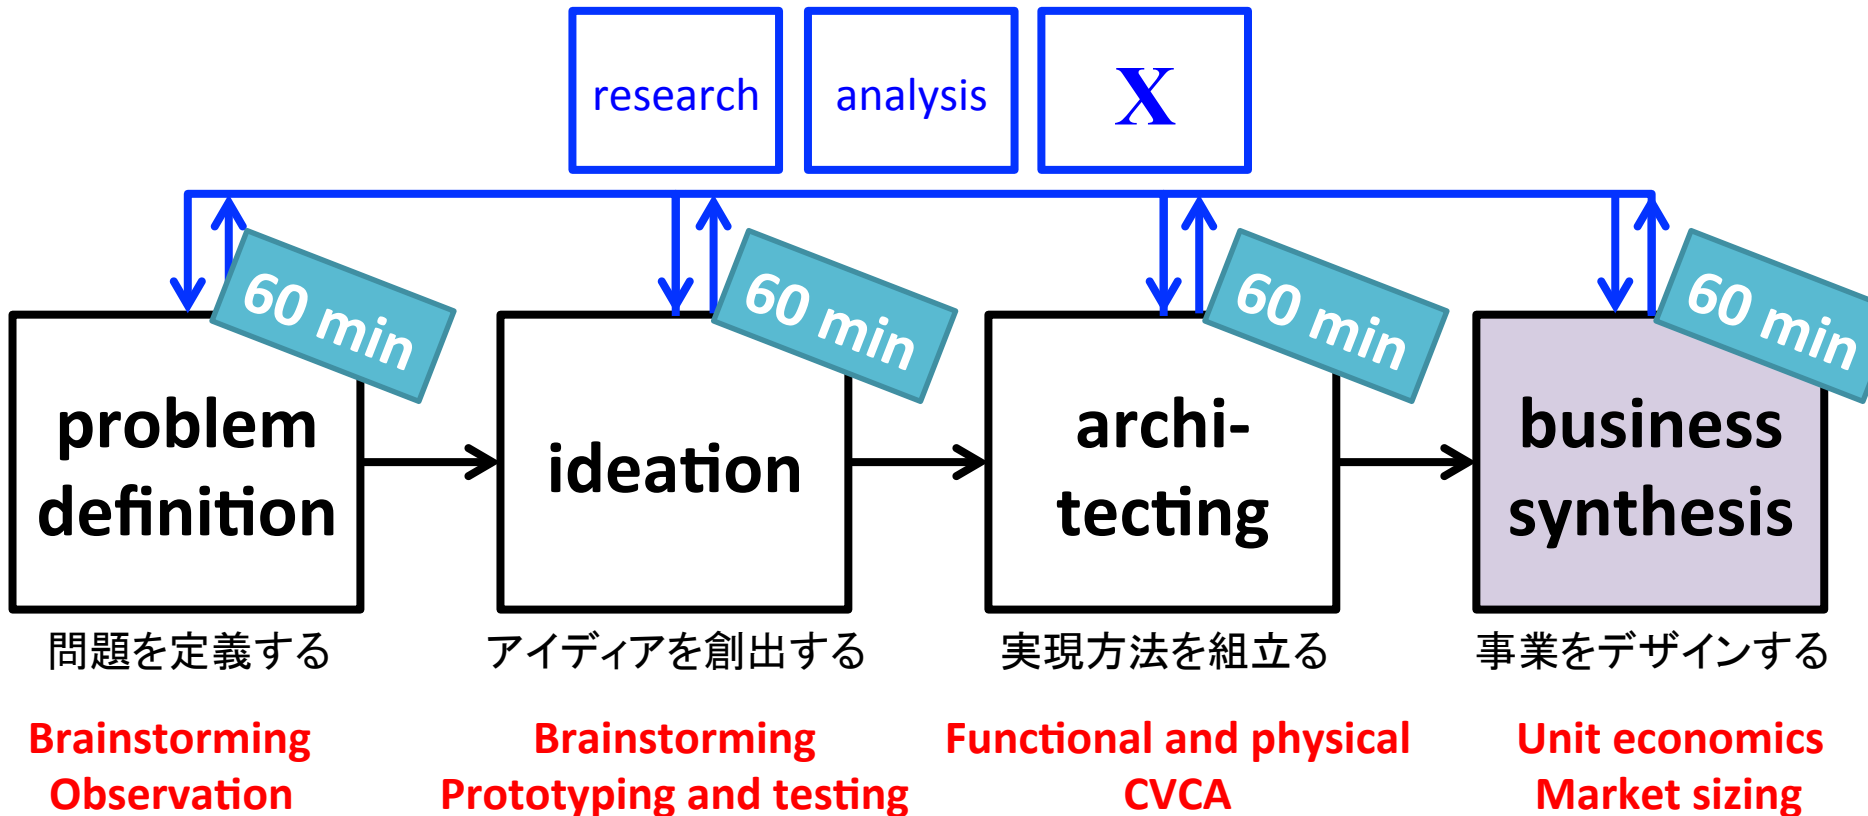 research
analysis
X
60 min
60 min
60 min
60 min
problem
definition
ideation
archi-
tecting
business
synthesis
問題を定義する
アイディアを創出する
実現方法を組立る
事業をデザインする
Brainstorming
Observation
Brainstorming
Prototyping and testing
Functional and physical
CVCA
Unit economics
Market sizing